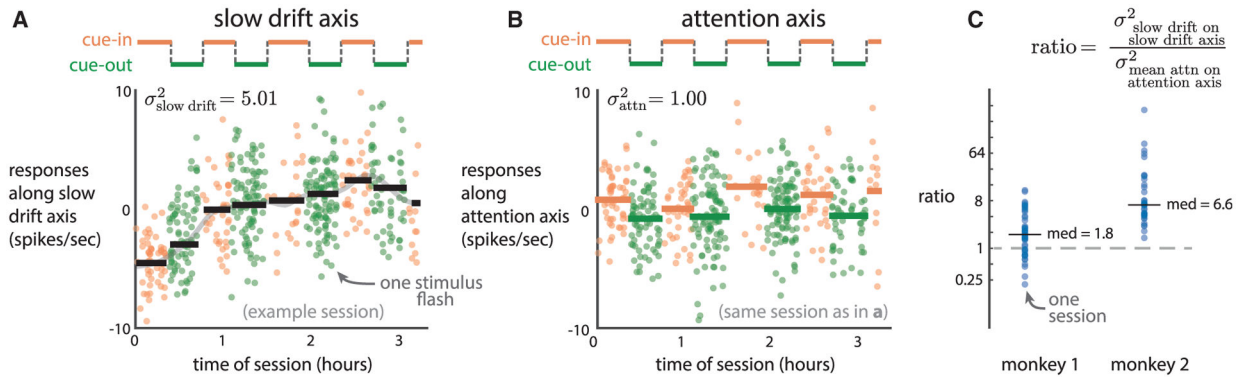 A
slow drift axis
cue-in
cue-out
σ²slow drift = 5.01
10
0
-10
responses
along slow
drift axis
(spikes/sec)
one stimulus
flash
(example session)
0
1
2
3
time of session (hours)
B
attention axis
cue-in
cue-out
σ²attn = 1.00
10
0
-10
responses
along
attention axis
(spikes/sec)
(same session as in a)
0
1
2
3
time of session (hours)
C
ratio = σ²slow drift on slow drift axis / σ²mean attn on attention axis
64
8
1
0.25
ratio
med = 1.8
med = 6.6
one
session
monkey 1
monkey 2